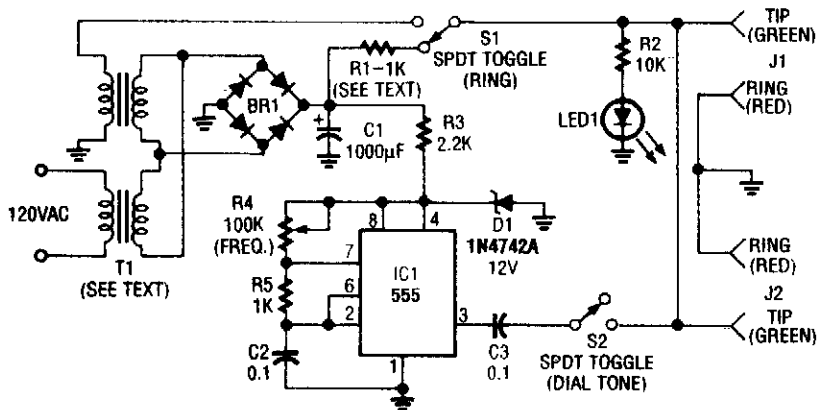 TIP
(GREEN)
J1
S1
SPDT TOGGLE
(RING)
R2
10K
R1-1K
(SEE TEXT)
BR1
RING
(RED)
LED1
+
C1
1000µF
R3
2.2K
120VAC
R4
100K
(FREQ.)
8
4
D1
1N4742A
12V
T1
(SEE TEXT)
7
IC1
555
RING
(RED)
R5
1K
6
2
3
J2
S2
SPDT TOGGLE
(DIAL TONE)
TIP
(GREEN)
C2
0.1
1
C3
0.1